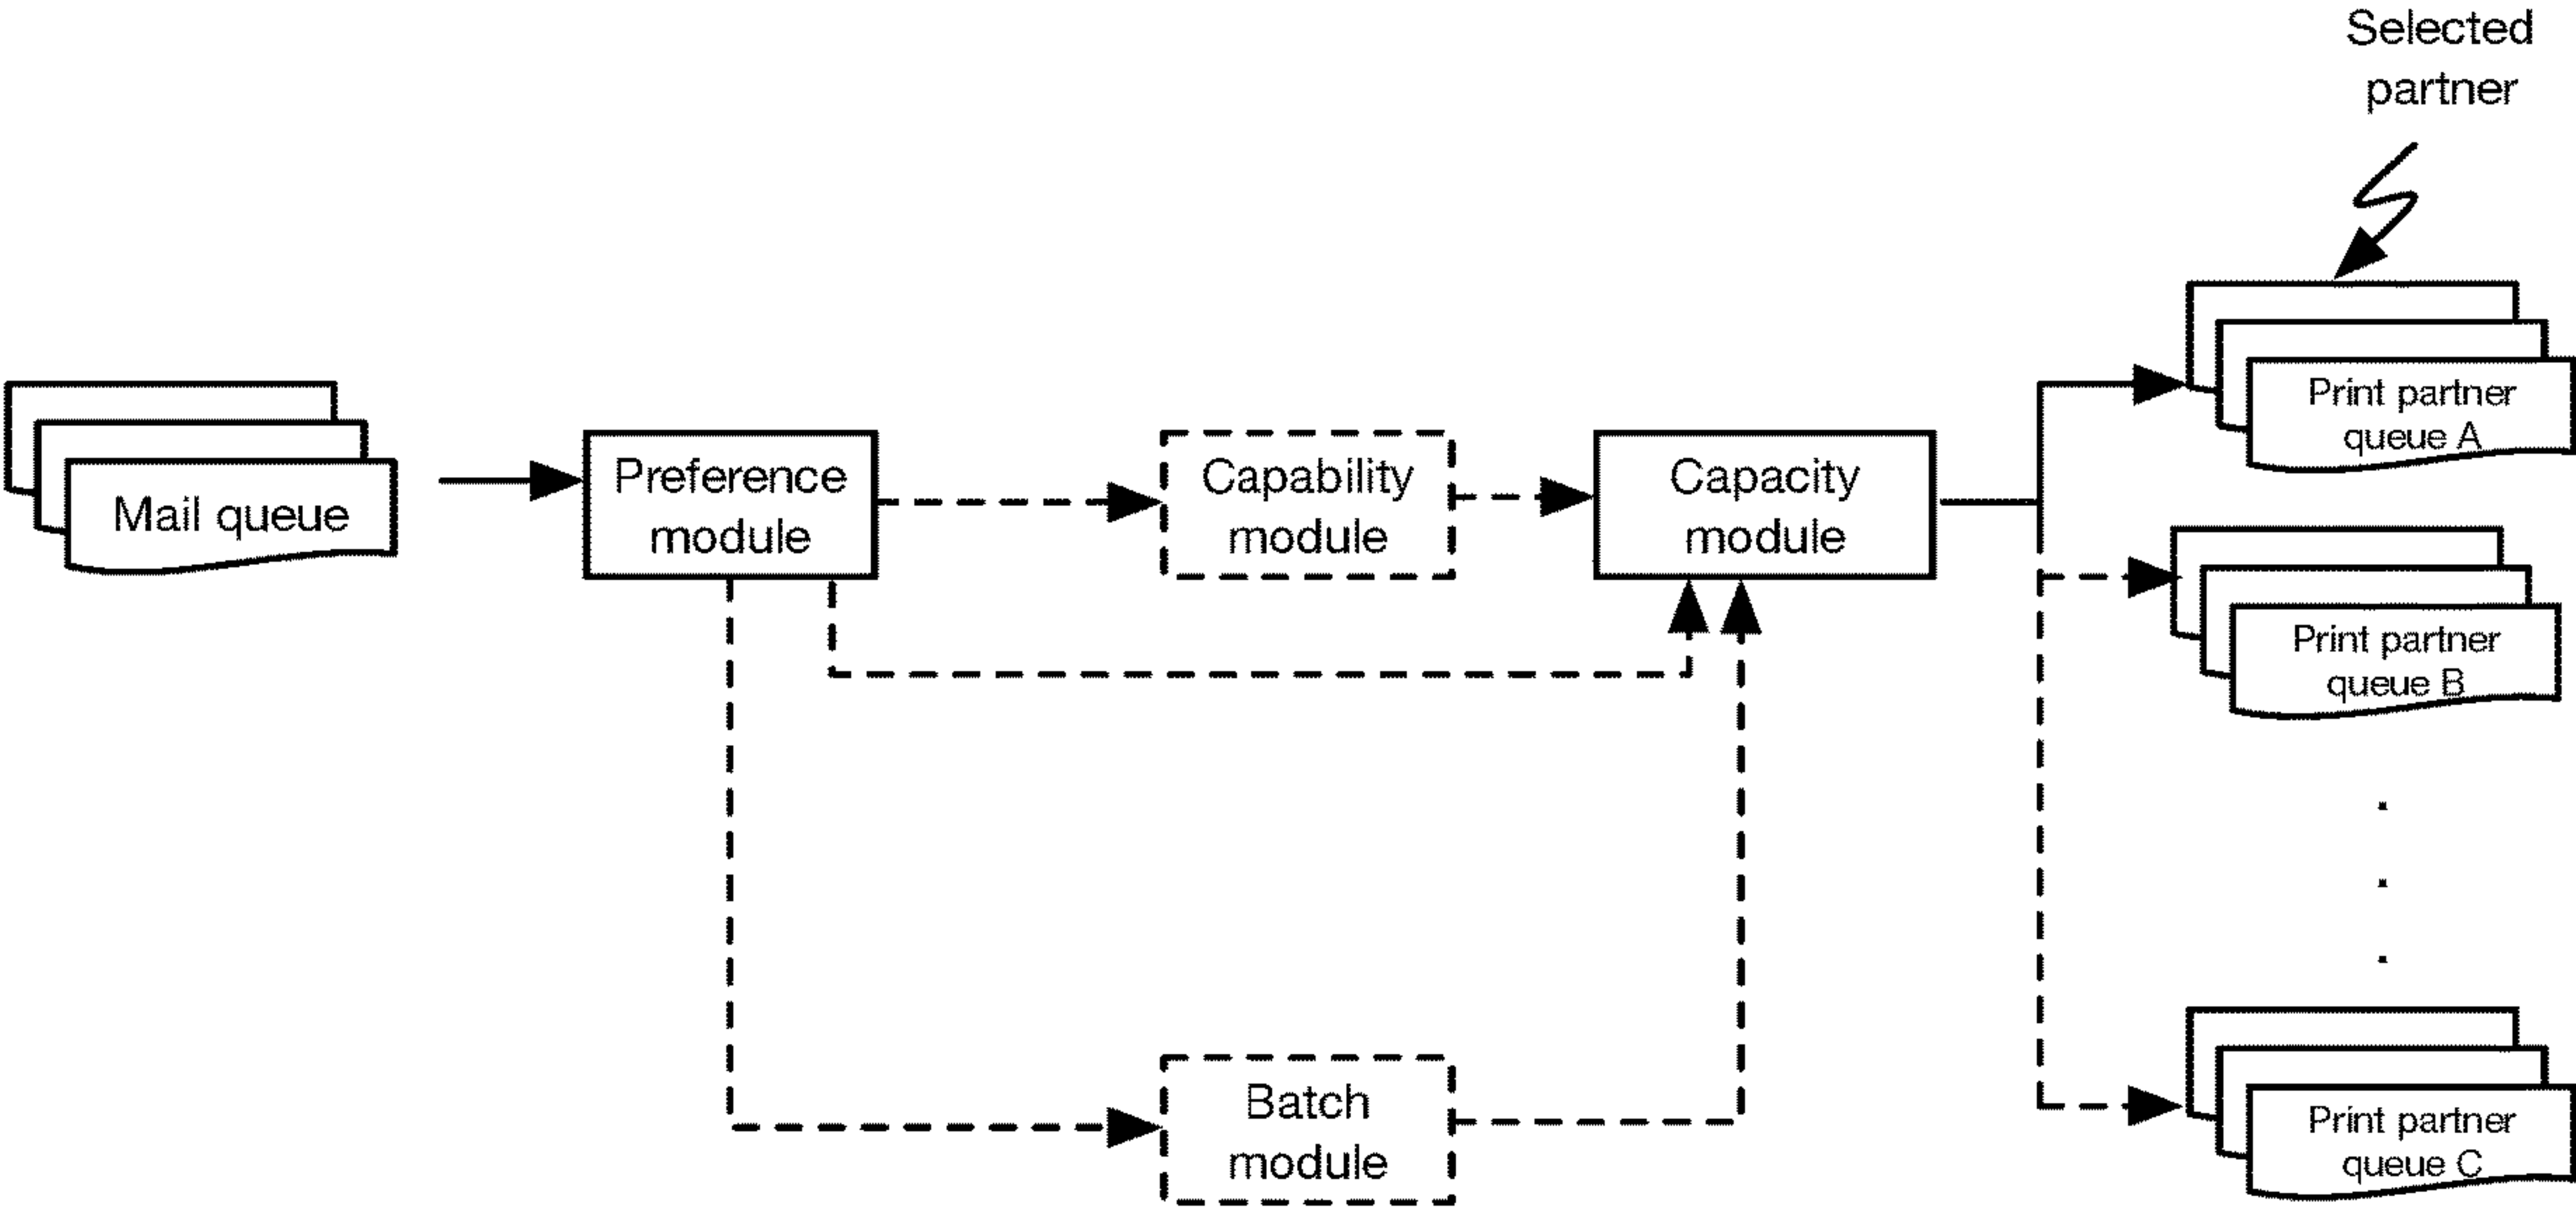 Selected
partner
Mail queue
Preference
module
Capability
module
Capacity
module
Print partner
queue A
Print partner
queue B
Batch
module
Print partner
queue C